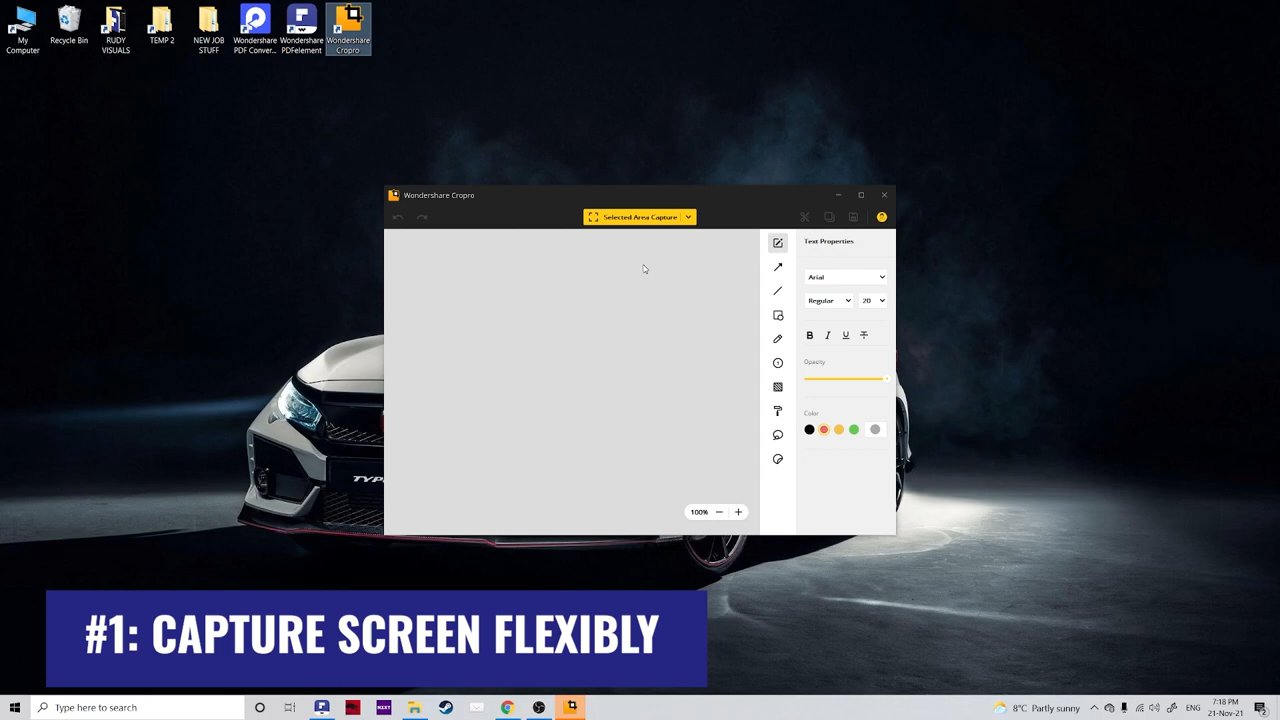 My
Computer
Recycle Bin
RUDY
VISUALS
TEMP 2
NEW JOB
STUFF
Wondershare
PDF Conver...
Wondershare
PDFelement
Wondershare
Cropro
Wondershare Cropro
Selected Area Capture
Text Properties
Arial
Regular
20
B I U T
Opacity
Color
100%
TYP
#1: CAPTURE SCREEN FLEXIBLY
Type here to search
NZXT
8°C Partly sunny
ENG
7:18 PM
21-Nov-21